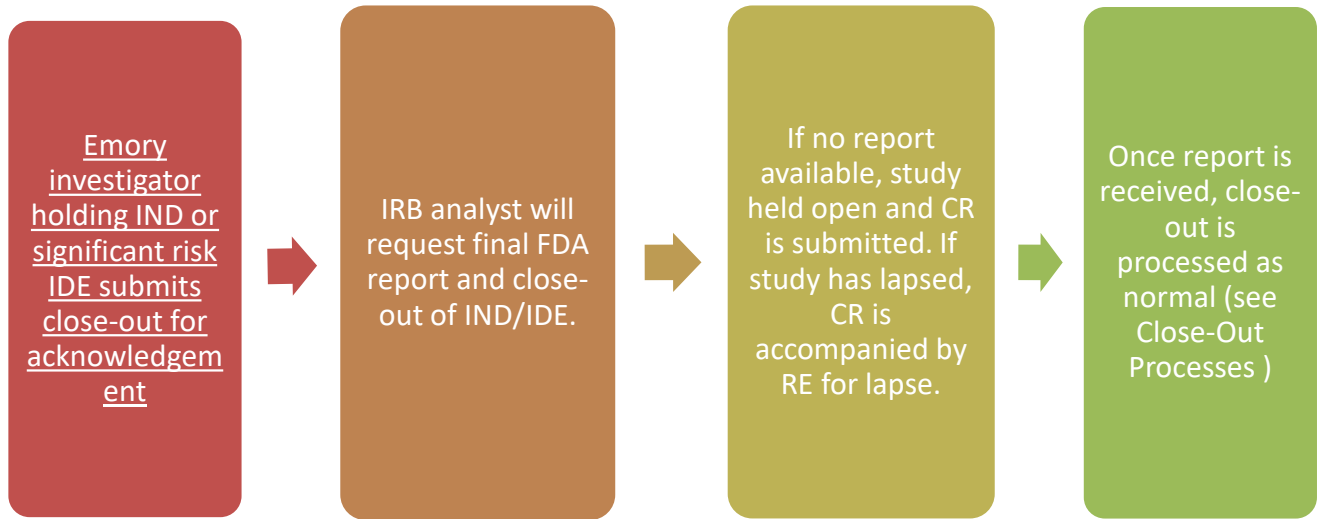 Emory
investigator
holding IND or
significant risk
IDE submits
close-out for
acknowledgem
ent
IRB analyst will
request final FDA
report and close-
out of IND/IDE.
If no report
available, study
held open and CR
is submitted. If
study has lapsed,
CR is
accompanied by
RE for lapse.
Once report is
received, close-
out is
processed as
normal (see
Close-Out
Processes )